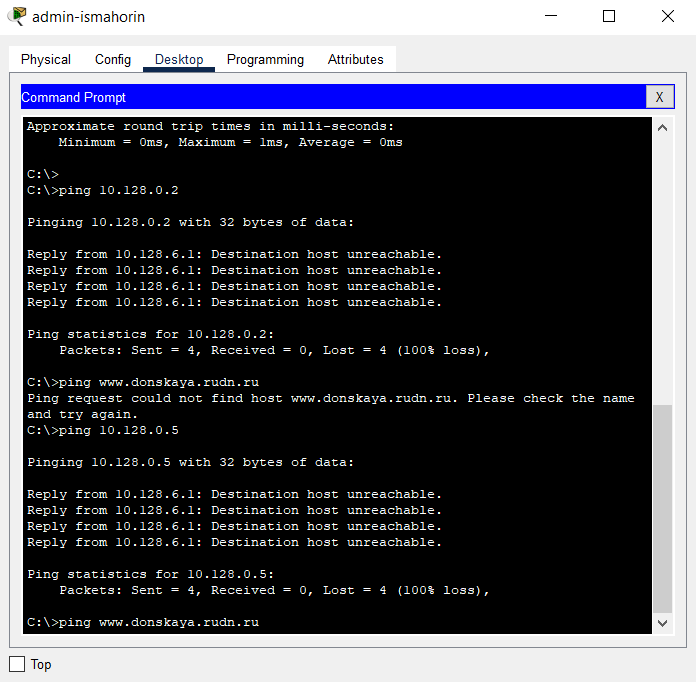 admin-ismahorin
Physical Config Desktop Programming Attributes
Command Prompt X
Approximate round trip times in milli-seconds:
    Minimum = 0ms, Maximum = 1ms, Average = 0ms
C:\>
C:\>ping 10.128.0.2
Pinging 10.128.0.2 with 32 bytes of data:
Reply from 10.128.6.1: Destination host unreachable.
Reply from 10.128.6.1: Destination host unreachable.
Reply from 10.128.6.1: Destination host unreachable.
Reply from 10.128.6.1: Destination host unreachable.
Ping statistics for 10.128.0.2:
    Packets: Sent = 4, Received = 0, Lost = 4 (100% loss),
C:\>ping www.donskaya.rudn.ru
Ping request could not find host www.donskaya.rudn.ru. Please check the name
and try again.
C:\>ping 10.128.0.5
Pinging 10.128.0.5 with 32 bytes of data:
Reply from 10.128.6.1: Destination host unreachable.
Reply from 10.128.6.1: Destination host unreachable.
Reply from 10.128.6.1: Destination host unreachable.
Reply from 10.128.6.1: Destination host unreachable.
Ping statistics for 10.128.0.5:
    Packets: Sent = 4, Received = 0, Lost = 4 (100% loss),
C:\>ping www.donskaya.rudn.ru
Top